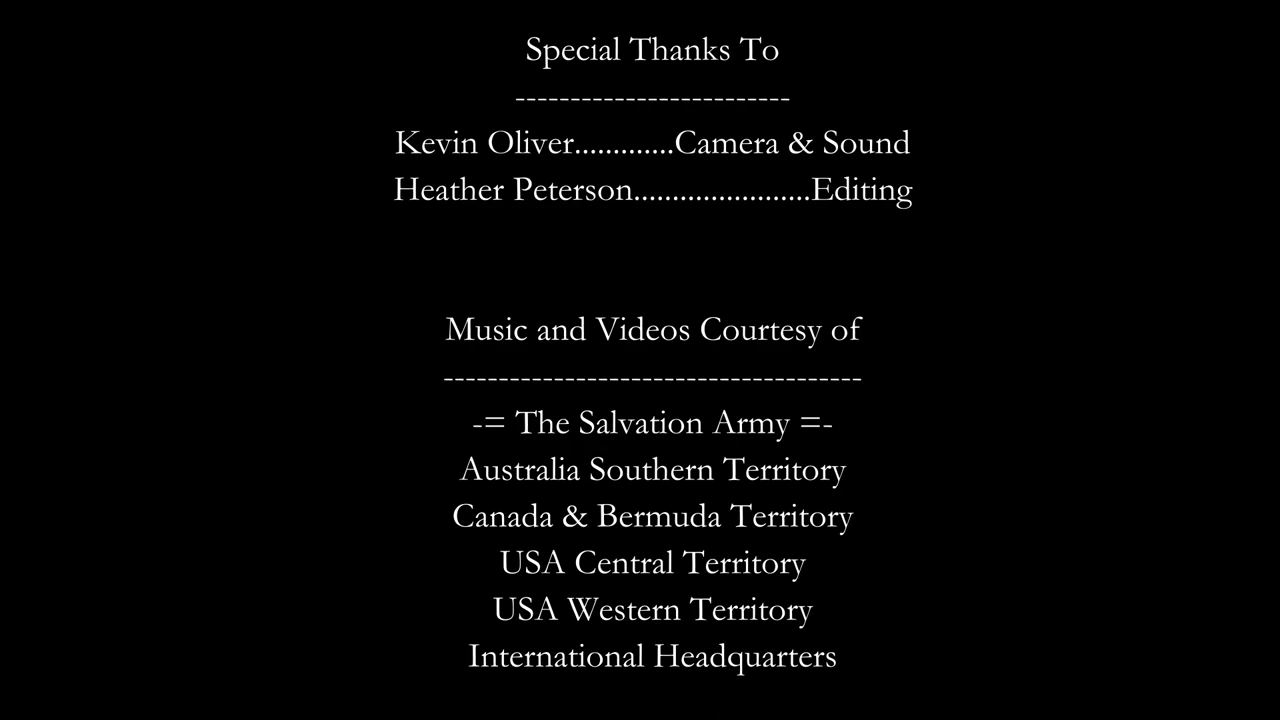 Special Thanks To
-------------------------
Kevin Oliver.............Camera & Sound
Heather Peterson.......................Editing
Music and Videos Courtesy of
--------------------------------------
-= The Salvation Army =-
Australia Southern Territory
Canada & Bermuda Territory
USA Central Territory
USA Western Territory
International Headquarters